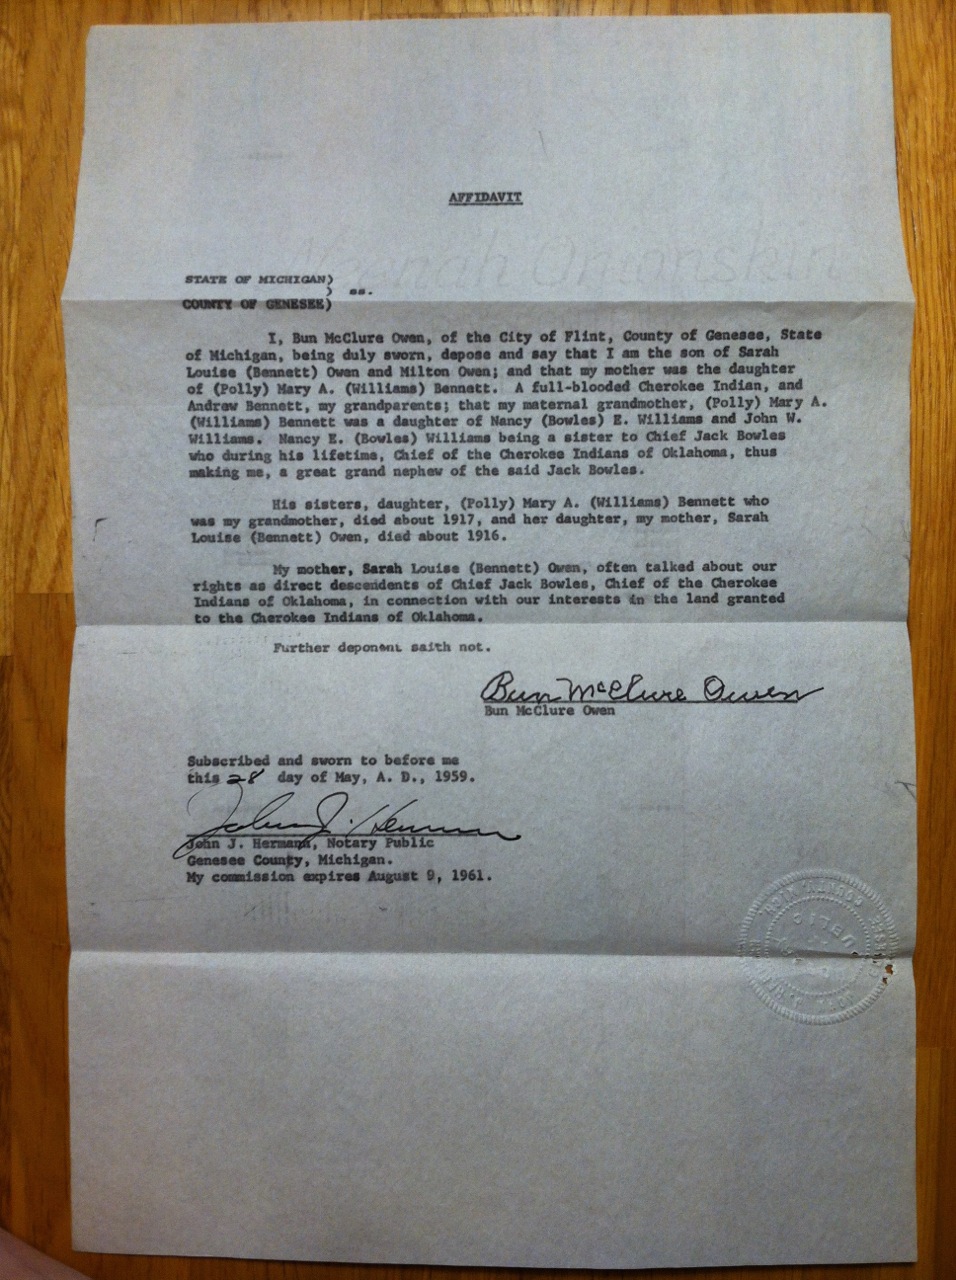 AFFIDAVIT
STATE OF MICHIGAN)
) ss.
COUNTY OF GENESEE)
I, Bun McClure Owen, of the City of Flint, County of Genesee, State
of Michigan, being duly sworn, depose and say that I am the son of Sarah
Louise (Bennett) Owen and Milton Owen; and that my mother was the daughter
of (Polly) Mary A. (Williams) Bennett. A full-blooded Cherokee Indian, and
Andrew Bennett, my grandparents; that my maternal grandmother, (Polly) Mary A.
(Williams) Bennett was a daughter of Nancy (Bowles) E. Williams and John W.
Williams. Nancy E. (Bowles) Williams being a sister to Chief Jack Bowles
who during his lifetime, Chief of the Cherokee Indians of Oklahoma, thus
making me, a great grand nephew of the said Jack Bowles.
His sisters, daughter, (Polly) Mary A. (Williams) Bennett who
was my grandmother, died about 1917, and her daughter, my mother, Sarah
Louise (Bennett) Owen, died about 1916.
My mother, Sarah Louise (Bennett) Owen, often talked about our
rights as direct descendents of Chief Jack Bowles, Chief of the Cherokee
Indians of Oklahoma, in connection with our interests in the land granted
to the Cherokee Indians of Oklahoma.
Further deponent saith not.
Bun McClure Owen
Bun McClure Owen
Subscribed and sworn to before me
this 28 day of May, A. D., 1959.
John J. Hermann
John J. Hermann, Notary Public
Genesee County, Michigan.
My commission expires August 9, 1961.